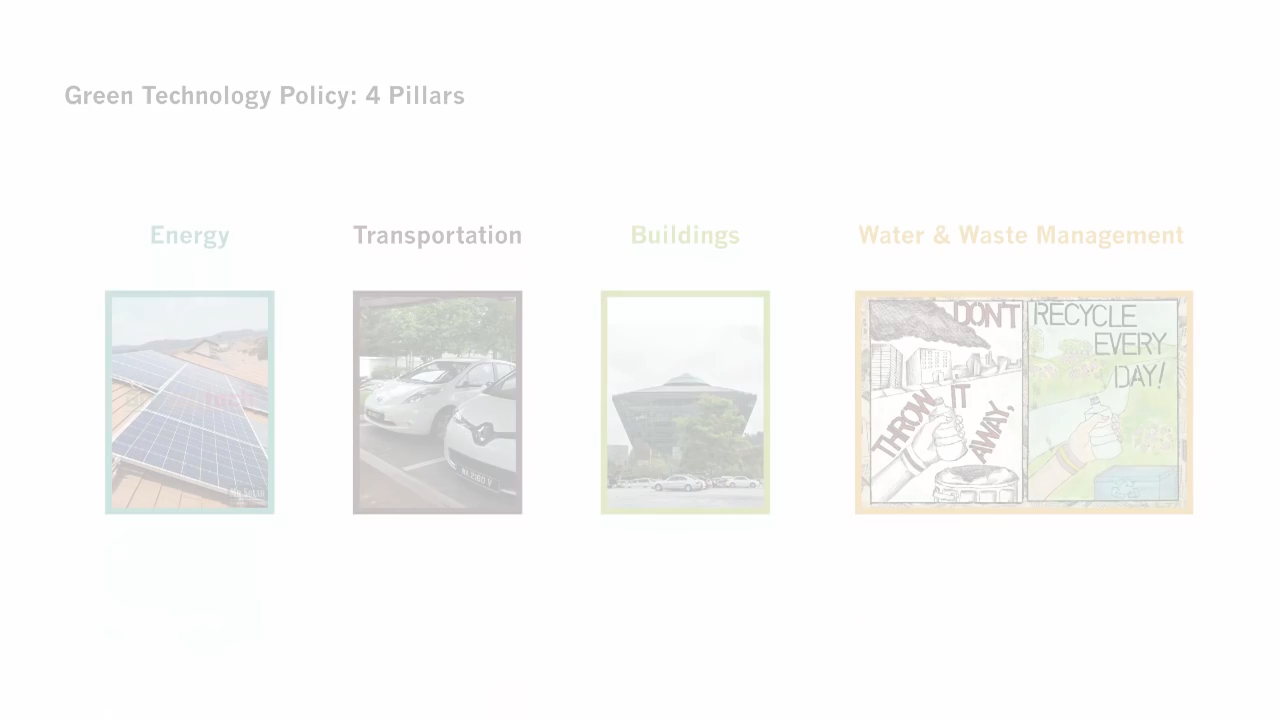 Green Technology Policy: 4 Pillars
Energy
Transportation
Buildings
Water & Waste Management
DON'T
THROW IT
AWAY,
RECYCLE
EVERY
DAY!